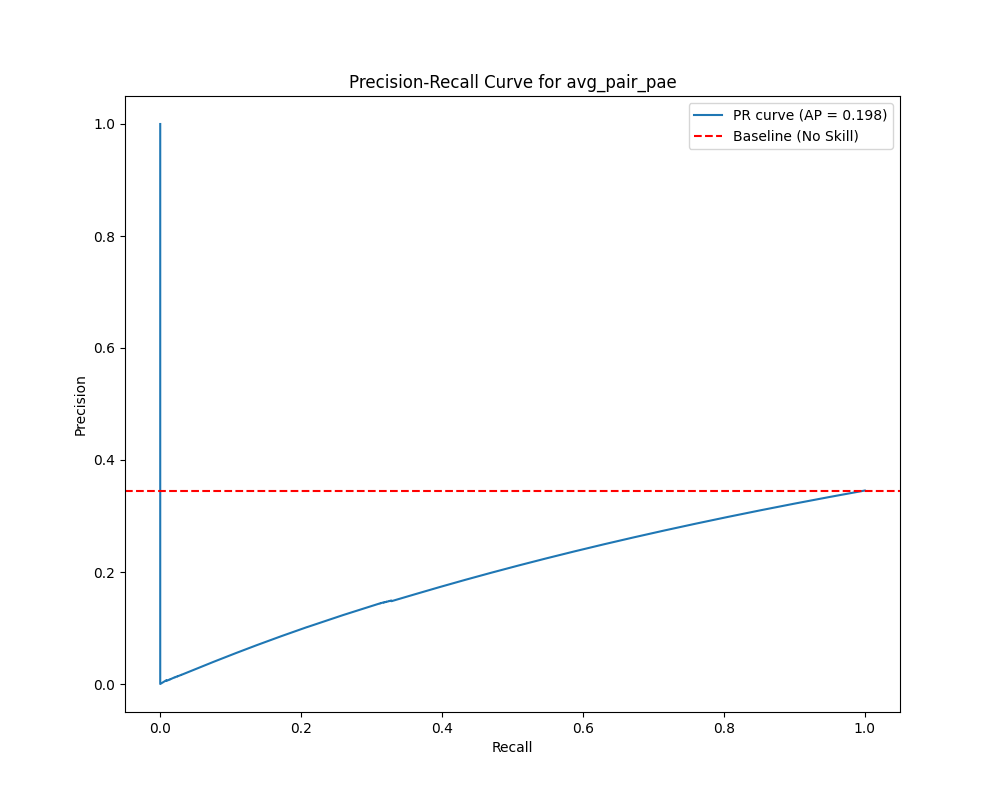 Precision-Recall Curve for avg_pair_pae
PR curve (AP = 0.198)
Baseline (No Skill)
1.0
0.8
0.6
0.4
0.2
0.0
Precision
0.0 0.2 0.4 0.6 0.8 1.0
Recall